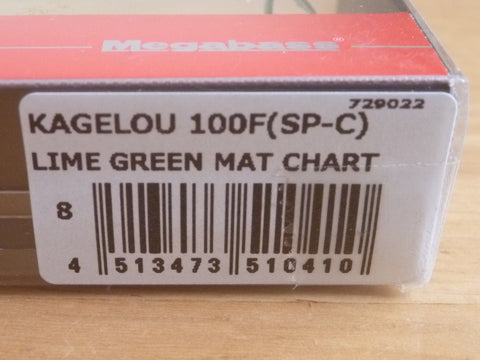 Megabass
729022
KAGELOU 100F(SP-C)
LIME GREEN MAT CHART
8
4 513473 510410